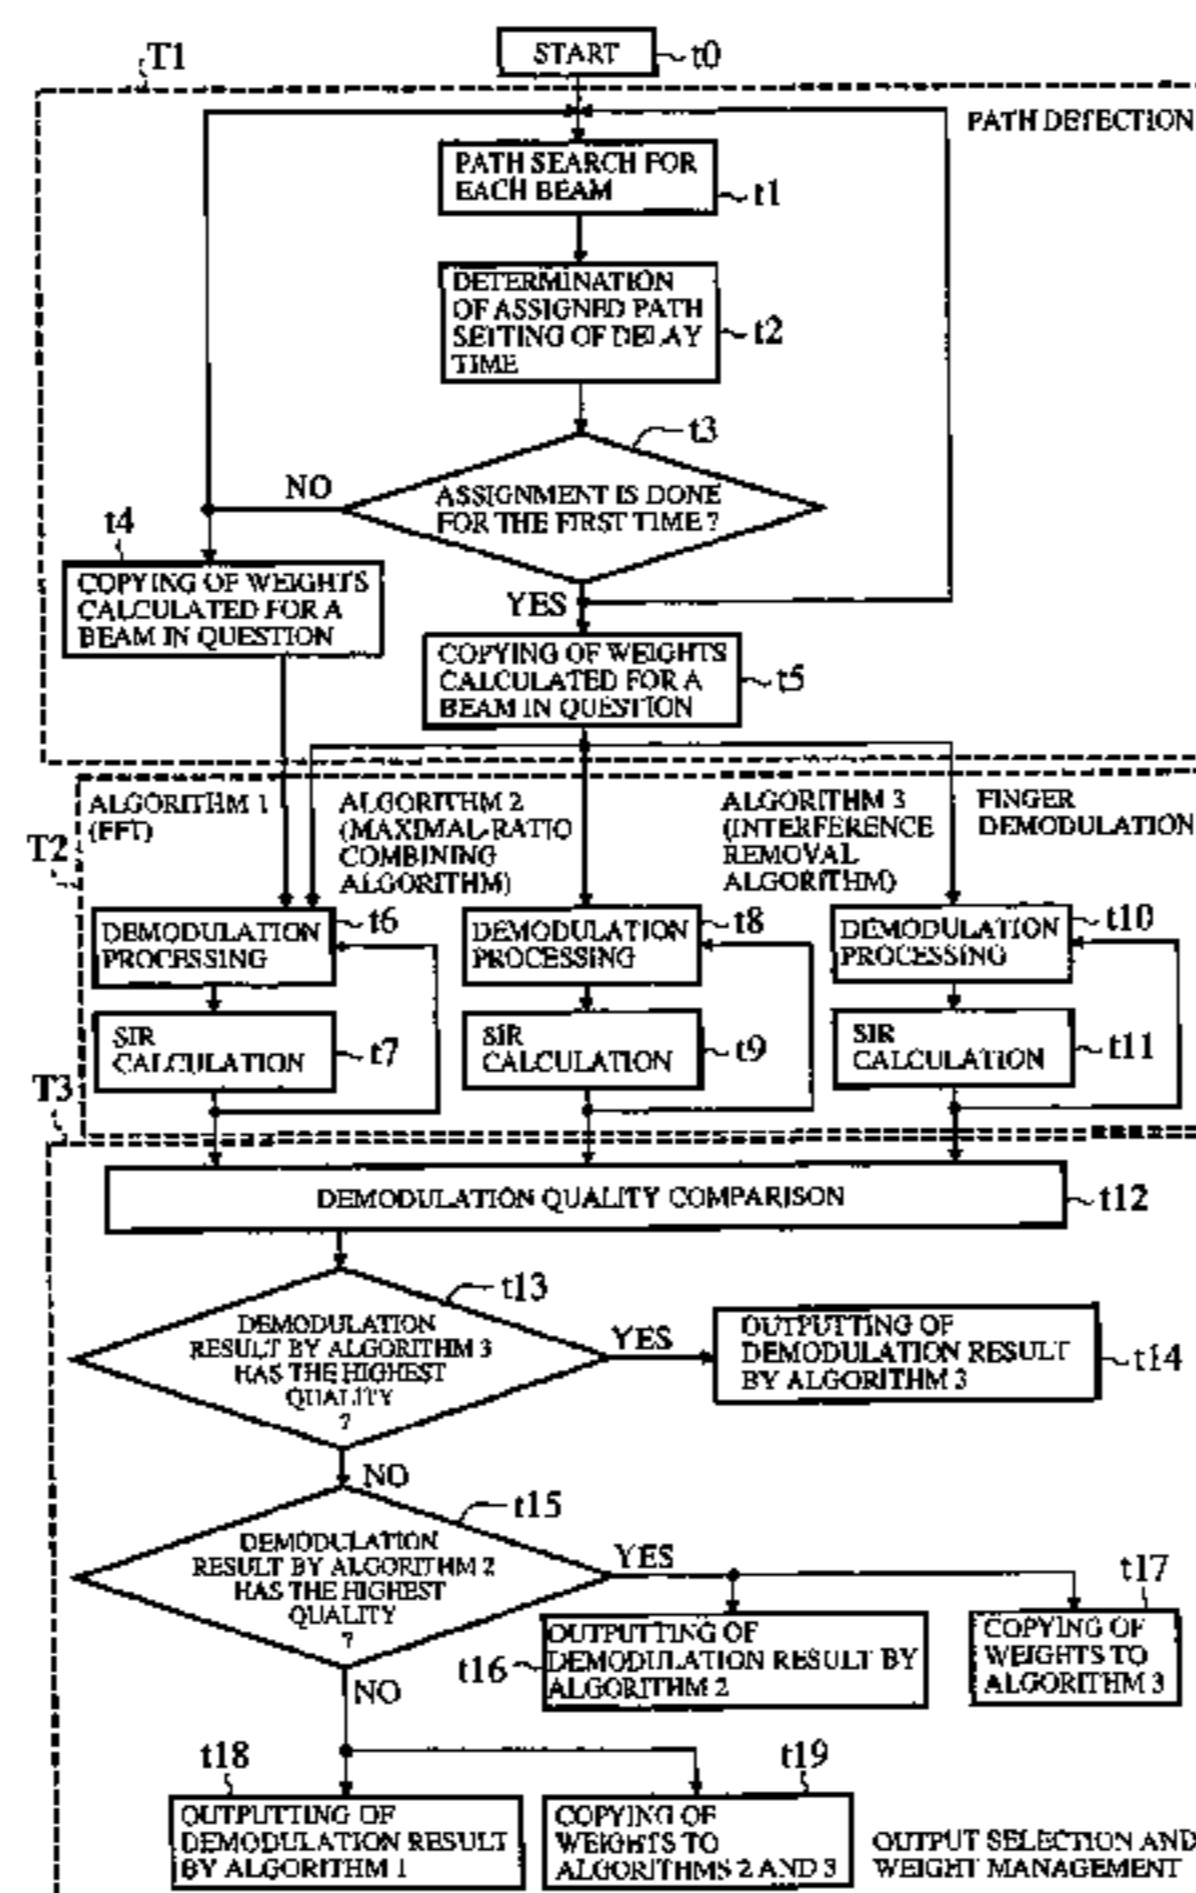 START
t0
T1
PATH DETECTION
PATH SEARCH FOR
EACH BEAM
t1
DETERMINATION
OF ASSIGNED PATH
SETTING OF DELAY
TIME
t2
t3
ASSIGNMENT IS DONE
FOR THE FIRST TIME ?
NO
YES
t4
COPYING OF WEIGHTS
CALCULATED FOR A
BEAM IN QUESTION
COPYING OF WEIGHTS
CALCULATED FOR A
BEAM IN QUESTION
t5
T2
ALGORITHM 1
(FFT)
ALGORITHM 2
(MAXIMAL-RATIO
COMBINING
ALGORITHM)
ALGORITHM 3
(INTERFERENCE
REMOVAL
ALGORITHM)
FINGER
DEMODULATION
DEMODULATION
PROCESSING
t6
DEMODULATION
PROCESSING
t8
DEMODULATION
PROCESSING
t10
SIR
CALCULATION
t7
SIR
CALCULATION
t9
SIR
CALCULATION
t11
T3
DEMODULATION QUALITY COMPARISON
t12
t13
DEMODULATION
RESULT BY ALGORITHM 3
HAS THE HIGHEST
QUALITY
?
YES
OUTPUTTING OF
DEMODULATION RESULT
BY ALGORITHM 3
t14
NO
t15
DEMODULATION
RESULT BY ALGORITHM 2
HAS THE HIGHEST
QUALITY
?
YES
t16
OUTPUTTING OF
DEMODULATION RESULT BY
ALGORITHM 2
t17
COPYING OF
WEIGHTS TO
ALGORITHM 3
NO
t18
OUTPUTTING OF
DEMODULATION RESULT
BY ALGORITHM 1
t19
COPYING OF
WEIGHTS TO
ALGORITHMS 2 AND 3
OUTPUT SELECTION AND
WEIGHT MANAGEMENT